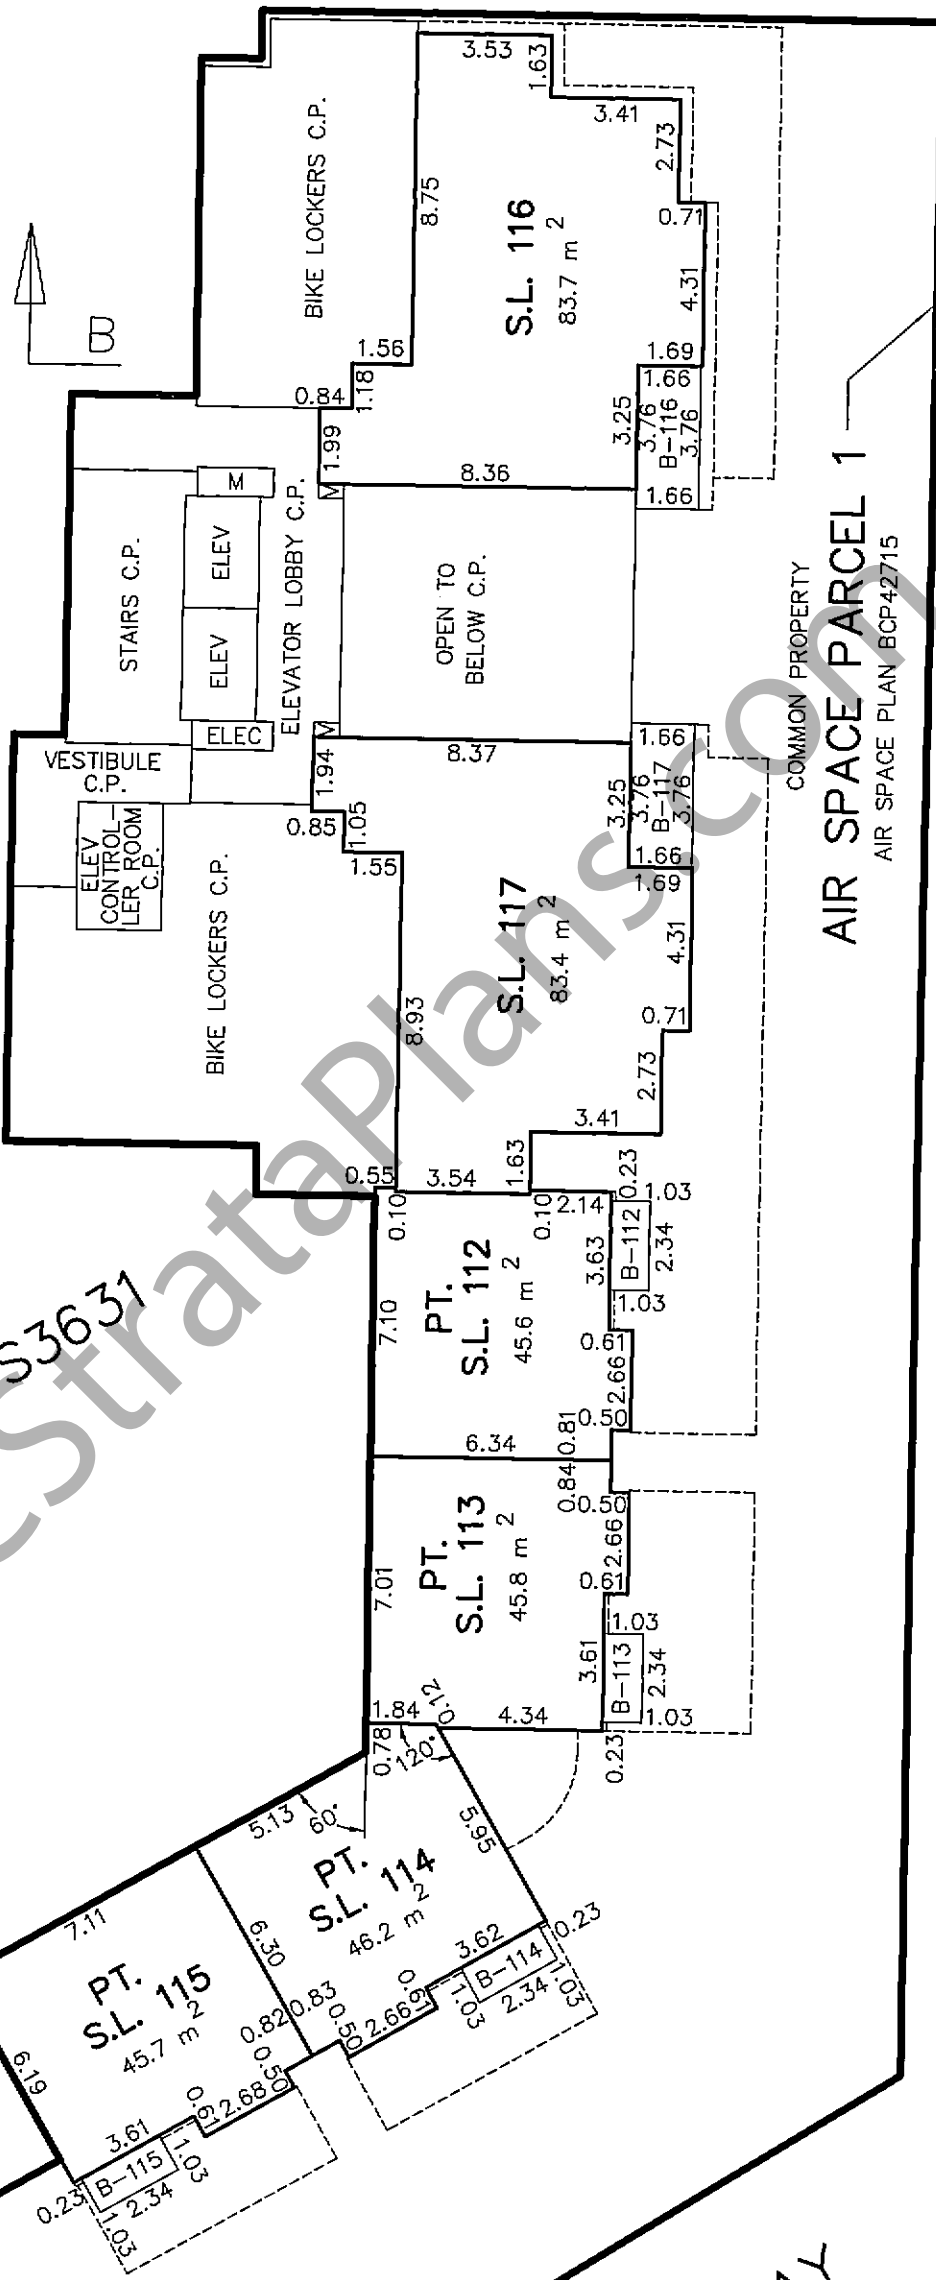 3.53
1.63
3.41
2.73
0.71
4.31
1.69
1.66
3.76
B-116
3.76
1.66
3.25
8.36
1.99
0.84
1.18
1.56
8.75
BIKE LOCKERS C.P.
S.L. 116
83.7 m 2
B
M
ELEV
ELEV
ELEC
M
M
STAIRS C.P.
ELEVATOR LOBBY C.P.
OPEN TO
BELOW C.P.
VESTIBULE
C.P.
ELEV
CONTROL-
LER ROOM
C.P.
BIKE LOCKERS C.P.
8.37
1.94
0.85
1.05
1.55
8.93
1.66
3.25
3.76
B-117
3.76
1.66
1.69
4.31
0.71
2.73
3.41
1.63
3.54
0.55
0.10
S.L. 117
83.4 m 2
COMMON PROPERTY
AIR SPACE PARCEL 1
AIR SPACE PLAN BCP42715
0.10
2.14
0.23
1.03
B-112
2.34
1.03
3.63
0.61
2.66
0.50
0.81
7.10
PT.
S.L. 112
45.6 m 2
6.34
0.84
0.50
2.66
0.61
1.03
B-113
2.34
1.03
3.61
0.23
7.01
PT.
S.L. 113
45.8 m 2
1.84
0.12
4.34
0.78
120°
60°
5.13
5.95
PT.
S.L. 114
46.2 m 2
6.30
3.62
0.23
B-114
1.03
2.34
1.03
0.61
2.66
0.50
0.83
7.11
PT.
S.L. 115
45.7 m 2
0.82
0.50
2.68
0.61
6.19
3.61
1.03
B-115
2.34
0.23
1.03
S3631
StrataPlans.com